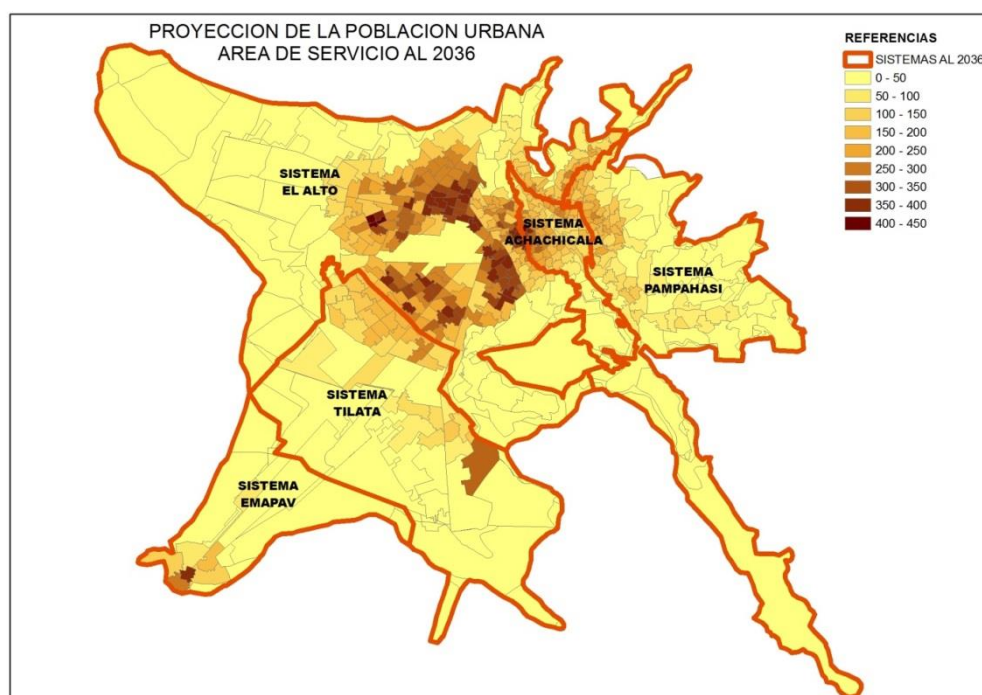 PROYECCION DE LA POBLACION URBANA
AREA DE SERVICIO AL 2036
REFERENCIAS
SISTEMAS AL 2036
0 - 50
50 - 100
100 - 150
150 - 200
200 - 250
250 - 300
300 - 350
350 - 400
400 - 450
SISTEMA
EL ALTO
SISTEMA
ACHACHICALA
SISTEMA
PAMPAHASI
SISTEMA
TILATA
SISTEMA
EMAPAV